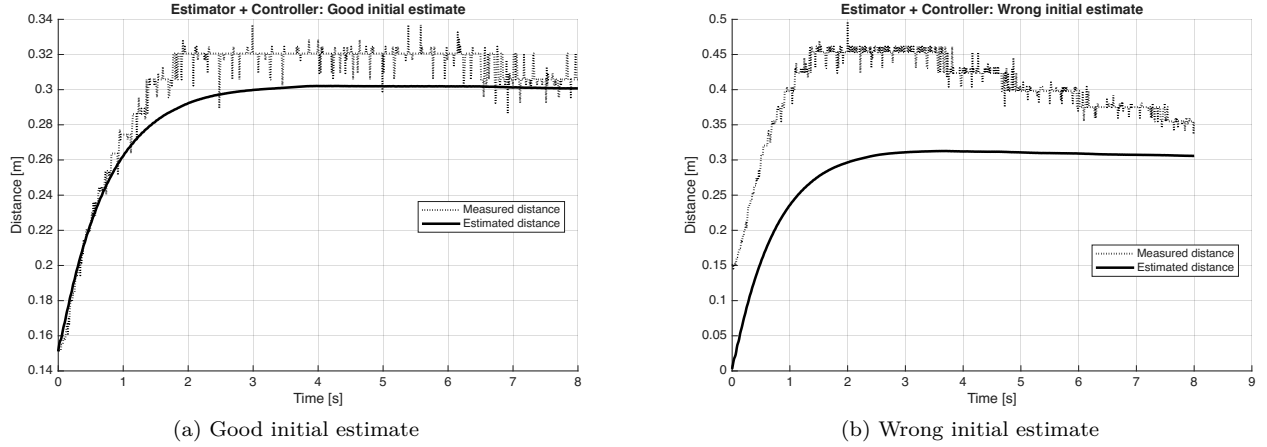 Estimator + Controller: Good initial estimate
0.34
0.32
0.3
0.28
0.26
0.24
0.22
0.2
0.18
0.16
0.14
Distance [m]
Measured distance
Estimated distance
0 1 2 3 4 5 6 7 8
Time [s]
(a) Good initial estimate
Estimator + Controller: Wrong initial estimate
0.5
0.45
0.4
0.35
0.3
0.25
0.2
0.15
0.1
0.05
0
Distance [m]
Measured distance
Estimated distance
0 1 2 3 4 5 6 7 8 9
Time [s]
(b) Wrong initial estimate